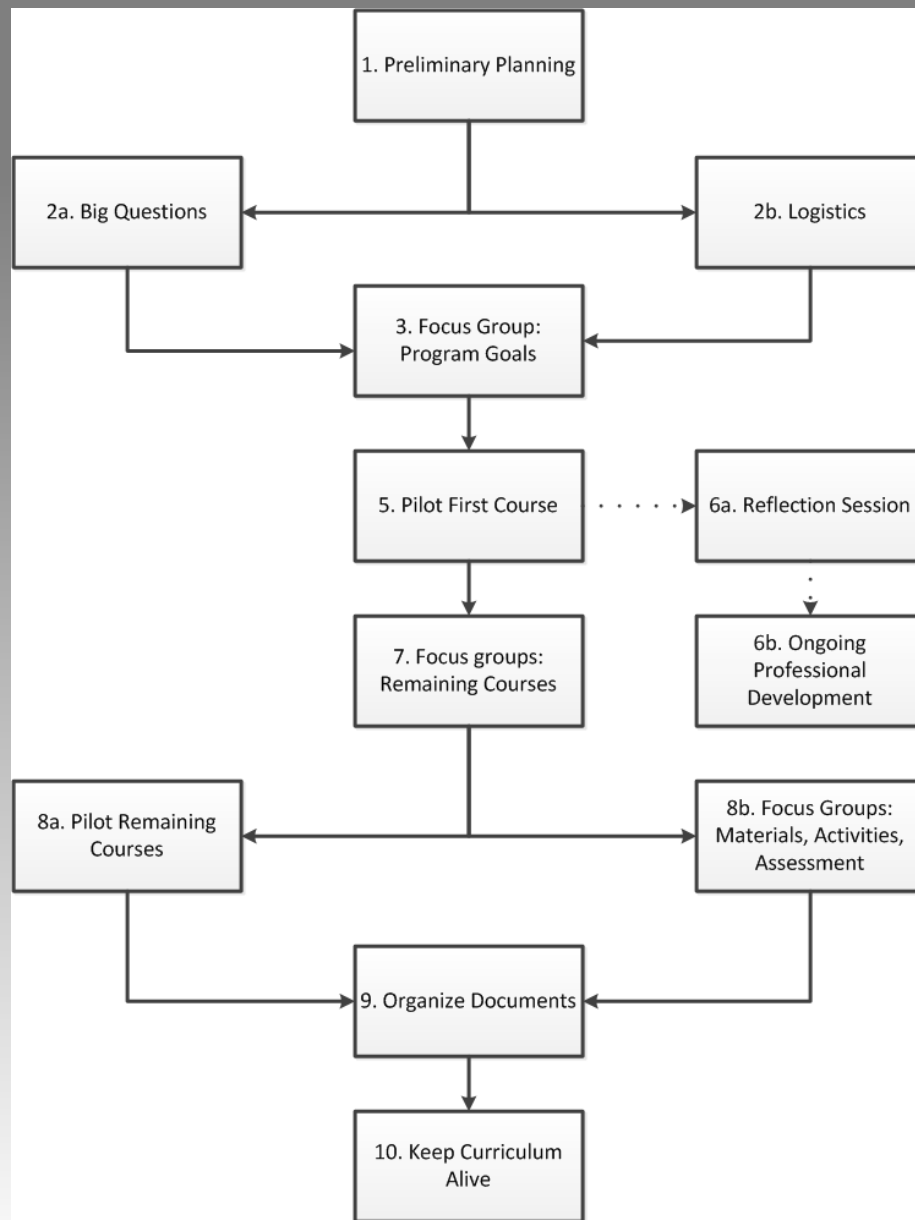 1. Preliminary Planning
2a. Big Questions
2b. Logistics
3. Focus Group:
Program Goals
5. Pilot First Course
6a. Reflection Session
7. Focus groups:
Remaining Courses
6b. Ongoing
Professional
Development
8a. Pilot Remaining
Courses
8b. Focus Groups:
Materials, Activities,
Assessment
9. Organize Documents
10. Keep Curriculum
Alive